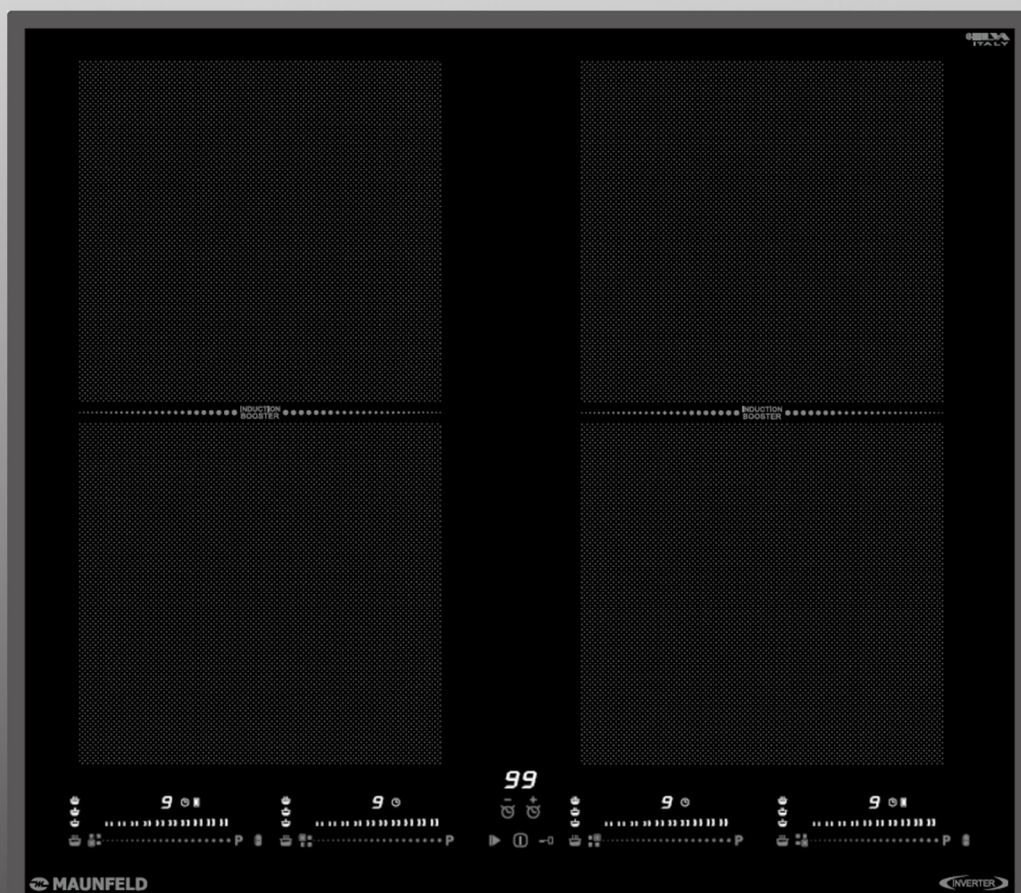 ITALY
INDUCTION
BOOSTER
INDUCTION
BOOSTER
99
9
9
9
9
- +
P
P
P
P
MAUNFELD
INVERTER